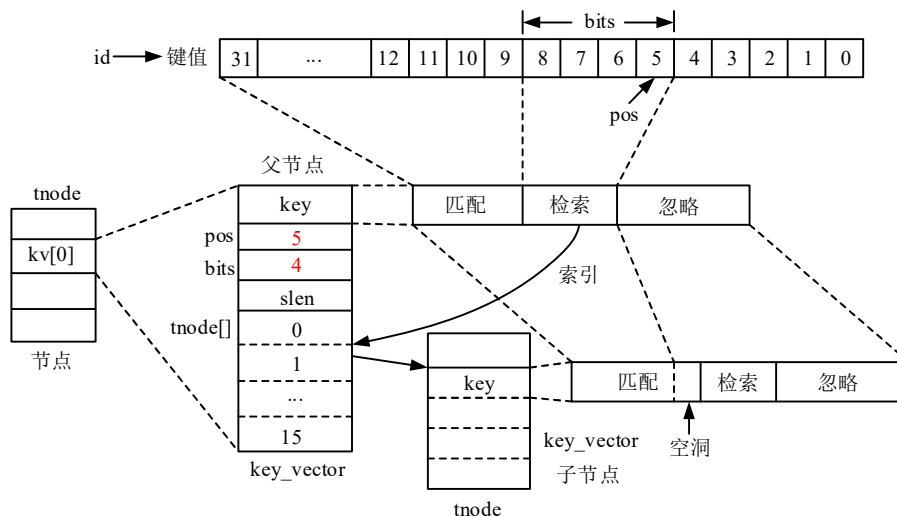 bits
id 键值 31 ... 12 11 10 9 8 7 6 5 4 3 2 1 0
pos
父节点
tnode
key 匹配 检索 忽略
pos 5
kv[0]
bits 4
slen 索引
tnode[] 0
节点
1
key 匹配 检索 忽略
...
15 key_vector 空洞
key_vector 子节点
tnode